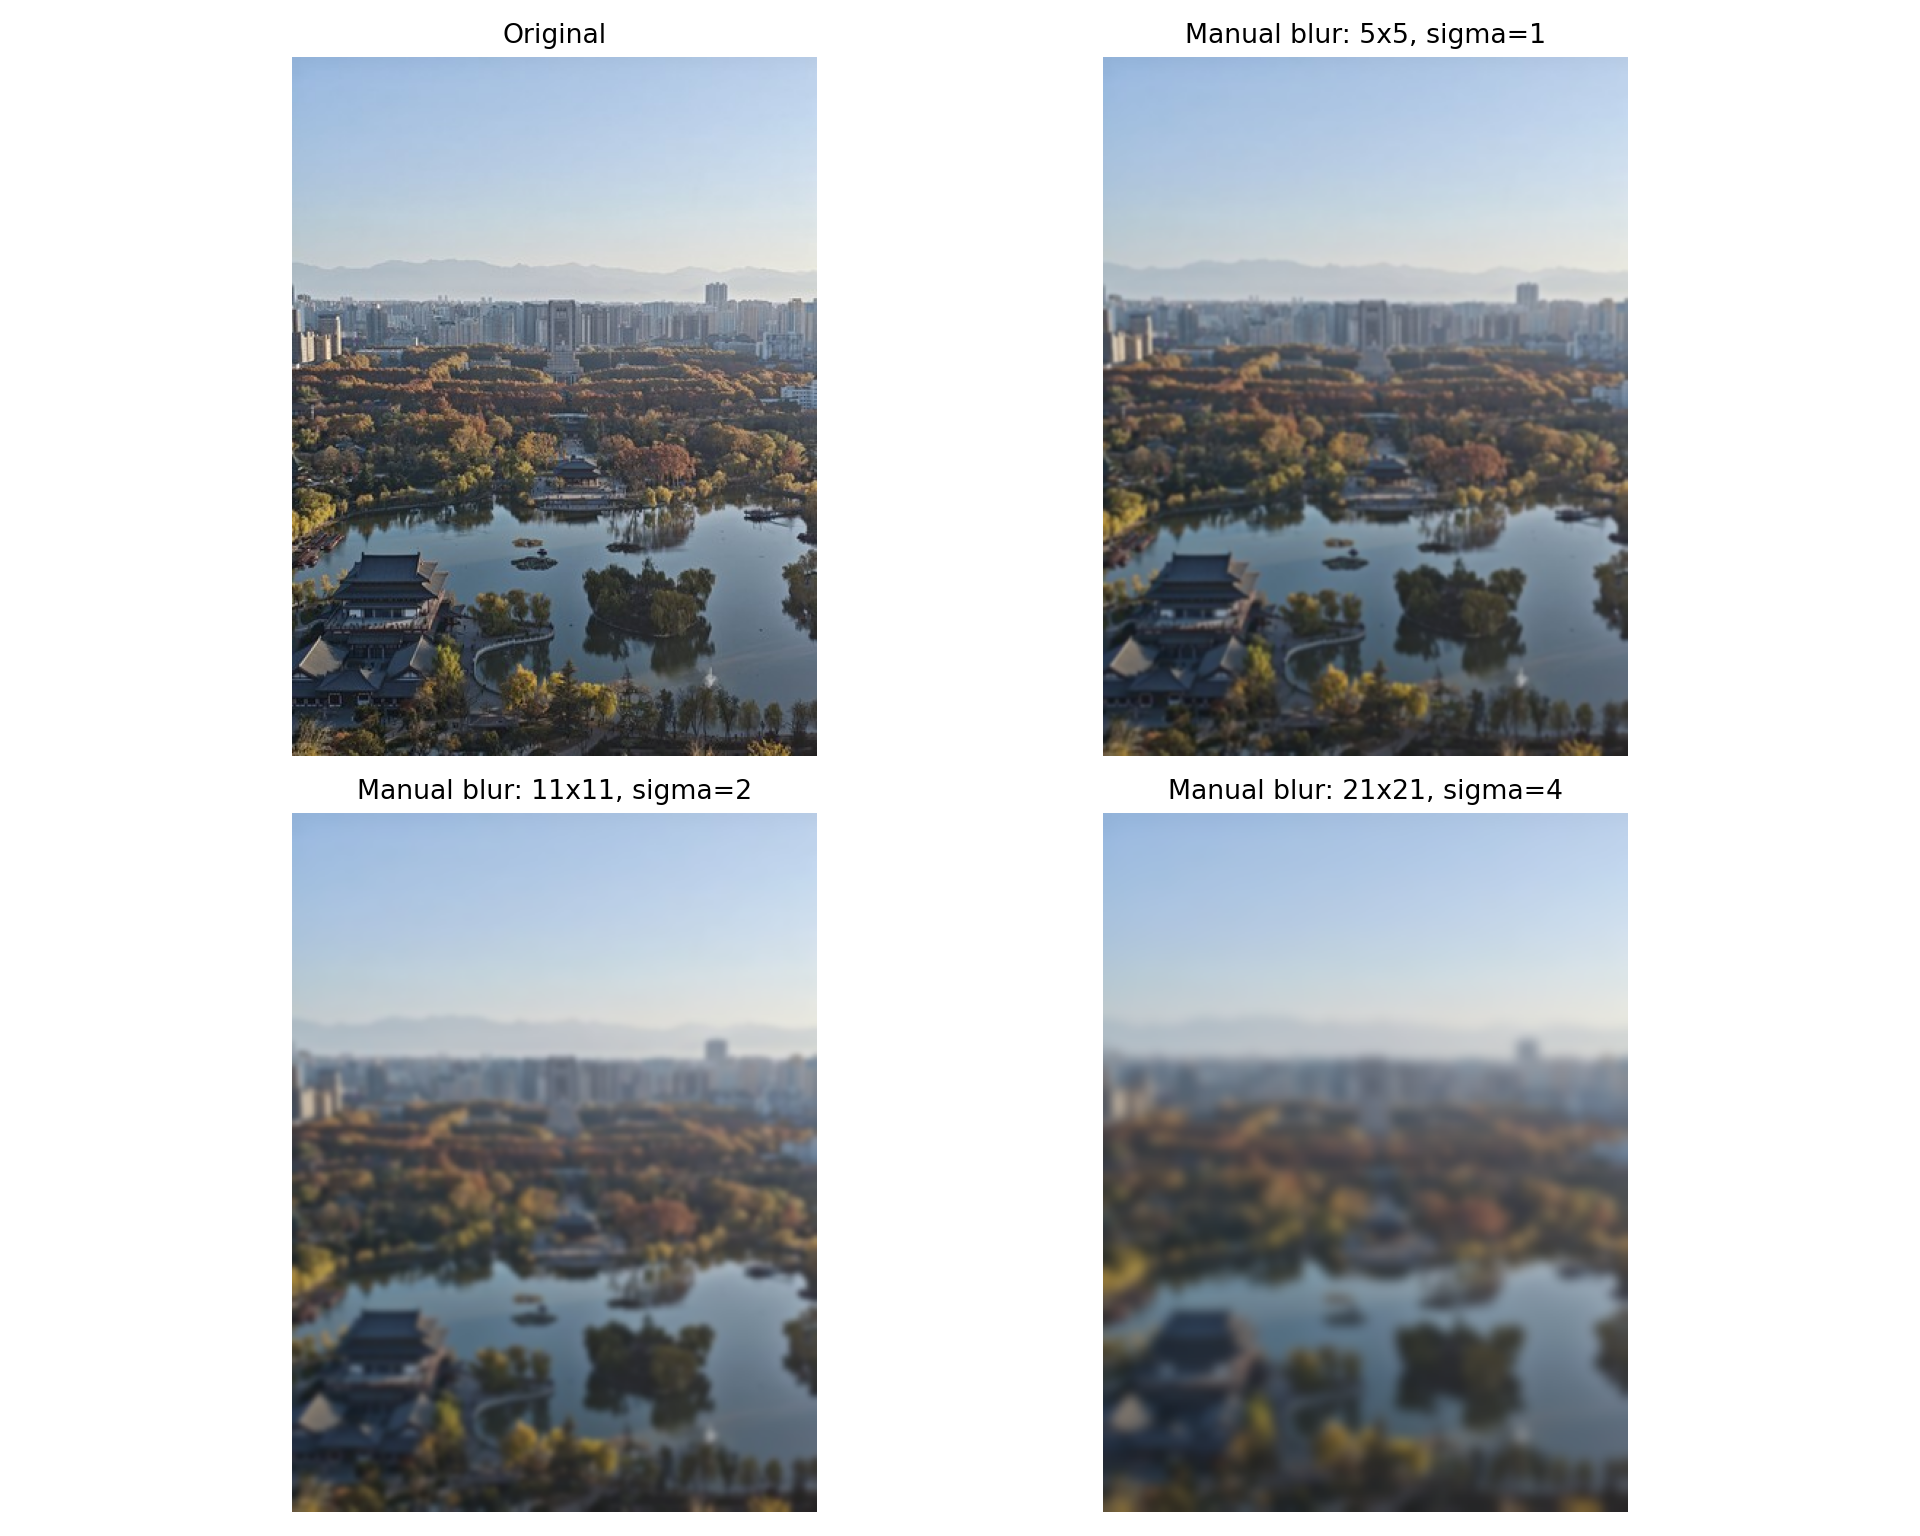 Original
Manual blur: 5x5, sigma=1
Manual blur: 11x11, sigma=2
Manual blur: 21x21, sigma=4